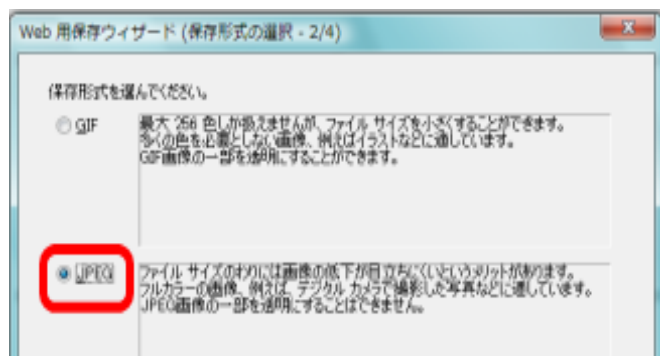 Web 用保存ウィザード (保存形式の選択 - 2/4)
保存形式を選んでください。
GIF
最大 256 色しか扱えませんが、ファイル サイズを小さくすることができます。
多くの色を必要としない画像、例えばイラストなどに適しています。
GIF画像の一部を透明にすることができます。
JPEG
ファイル サイズのわりには画像の低下が目立ちにくいというメリットがあります。
フルカラーの画像、例えば、デジタル カメラで撮影した写真などに適しています。
JPEG画像の一部を透明にすることはできません。